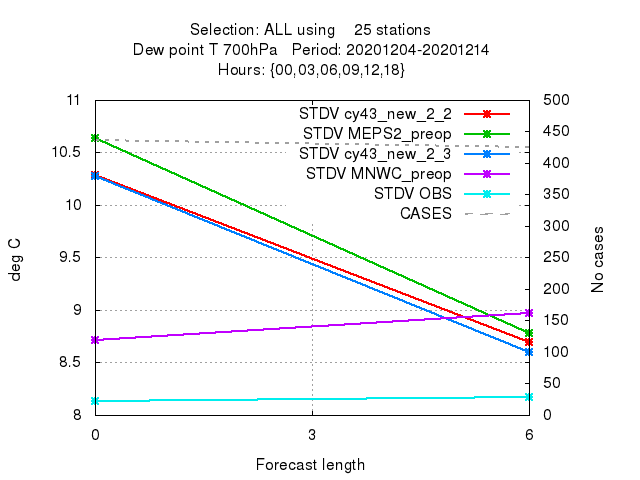 Selection: ALL using    25 stations
Dew point T 700hPa   Period: 20201204-20201214
Hours: {00,03,06,09,12,18}
11
10.5
10
9.5
9
8.5
8
500
450
400
350
300
250
200
150
100
50
0
STDV cy43_new_2_2
STDV MEPS2_preop
STDV cy43_new_2_3
STDV MNWC_preop
STDV OBS
CASES
deg C
No cases
0 3 6
Forecast length